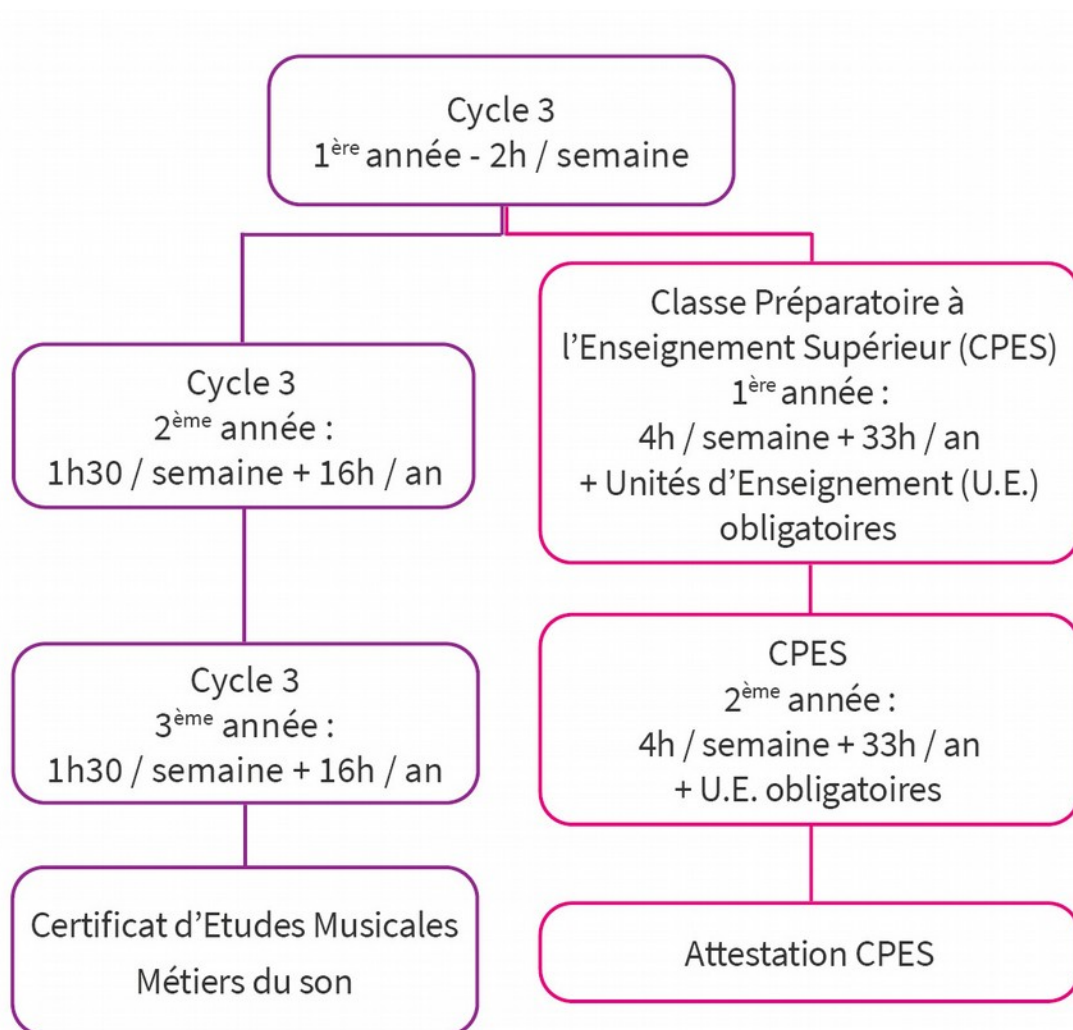 Cycle 3
1ère année - 2h / semaine
Cycle 3
2ème année :
1h30 / semaine + 16h / an
Cycle 3
3ème année :
1h30 / semaine + 16h / an
Certificat d’Etudes Musicales
Métiers du son
Classe Préparatoire à
l’Enseignement Supérieur (CPES)
1ère année :
4h / semaine + 33h / an
+ Unités d’Enseignement (U.E.)
obligatoires
CPES
2ème année :
4h / semaine + 33h / an
+ U.E. obligatoires
Attestation CPES